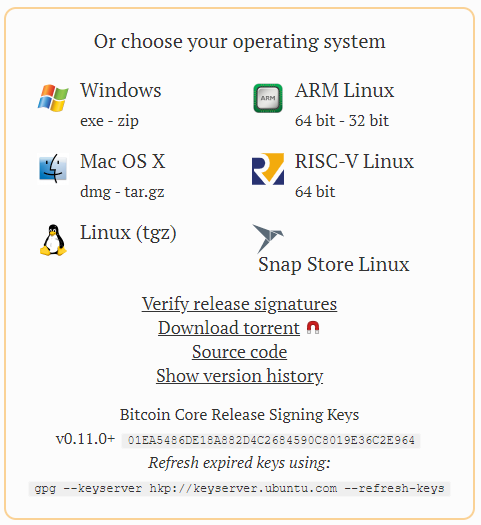 Or choose your operating system
Windows
exe - zip
ARM
ARM Linux
64 bit - 32 bit
Mac OS X
dmg - tar.gz
RISC-V Linux
64 bit
Linux (tgz)
Snap Store Linux
Verify release signatures
Download torrent
Source code
Show version history
Bitcoin Core Release Signing Keys
v0.11.0+ 01EA5486DE18A882D4C2684590C8019E36C2E964
Refresh expired keys using:
gpg --keyserver hkp://keyserver.ubuntu.com --refresh-keys